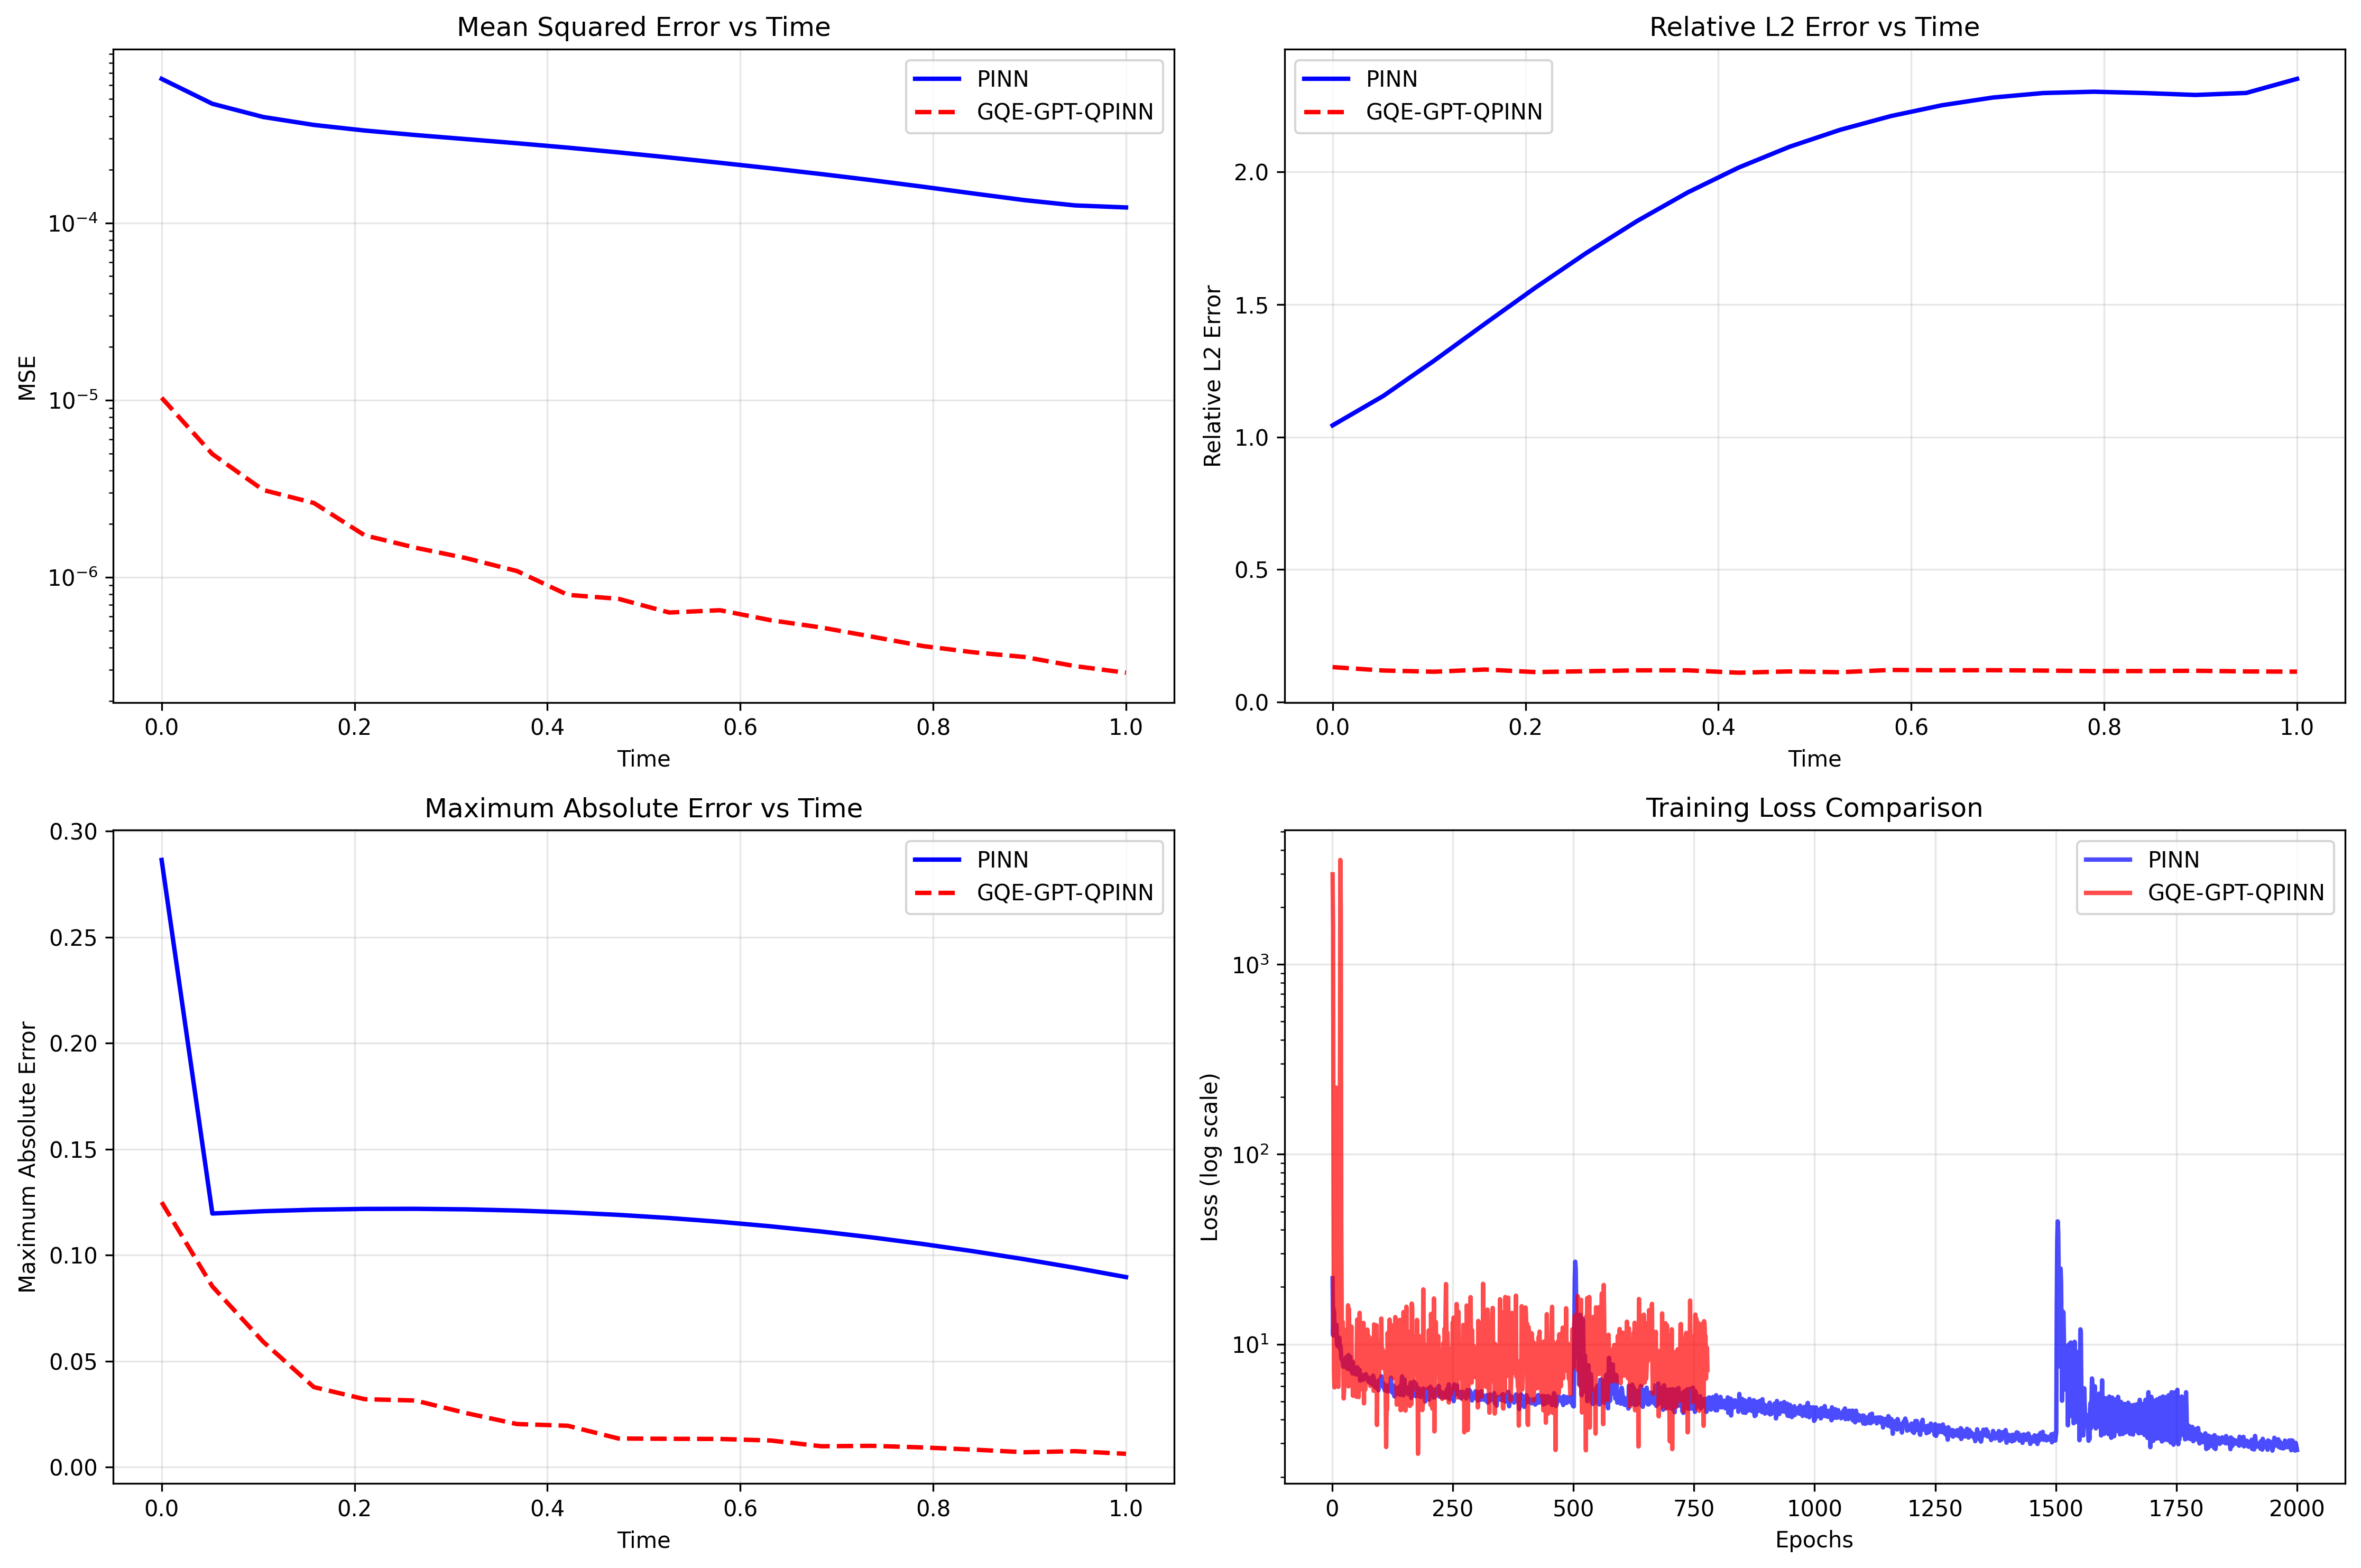 Mean Squared Error vs Time
MSE
10⁻⁴
10⁻⁵
10⁻⁶
PINN
GQE-GPT-QPINN
0.0 0.2 0.4 0.6 0.8 1.0
Time
Relative L2 Error vs Time
Relative L2 Error
2.0
1.5
1.0
0.5
0.0
PINN
GQE-GPT-QPINN
0.0 0.2 0.4 0.6 0.8 1.0
Time
Maximum Absolute Error vs Time
Maximum Absolute Error
0.30
0.25
0.20
0.15
0.10
0.05
0.00
PINN
GQE-GPT-QPINN
0.0 0.2 0.4 0.6 0.8 1.0
Time
Training Loss Comparison
Loss (log scale)
10³
10²
10¹
PINN
GQE-GPT-QPINN
0 250 500 750 1000 1250 1500 1750 2000
Epochs